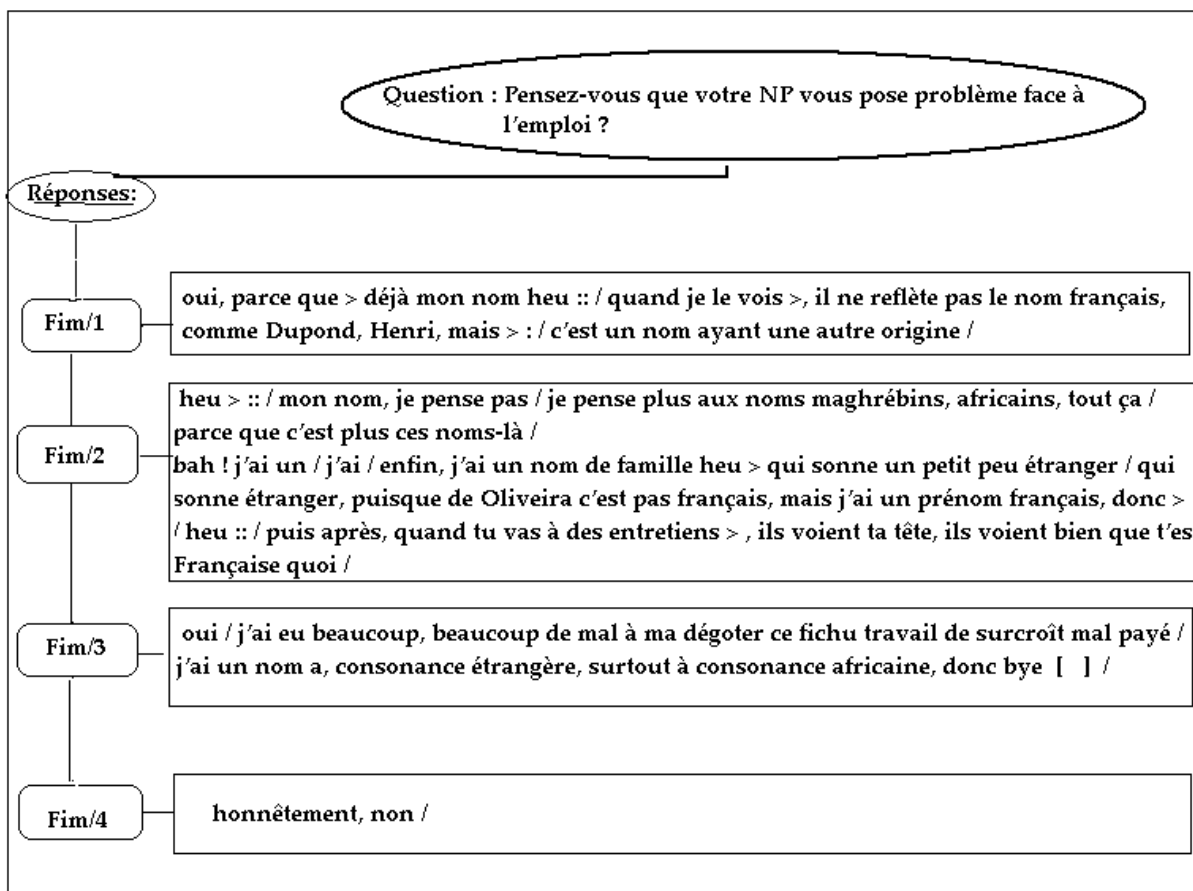 Question : Pensez-vous que votre NP vous pose problème face à
l'emploi ?
Réponses:
Fim/1
oui, parce que > déjà mon nom heu :: / quand je le vois >, il ne reflète pas le nom français,
comme Dupond, Henri, mais > : / c'est un nom ayant une autre origine /
Fim/2
heu > :: / mon nom, je pense pas / je pense plus aux noms maghrébins, africains, tout ça /
parce que c'est plus ces noms-là /
bah ! j'ai un / j'ai / enfin, j'ai un nom de famille heu > qui sonne un petit peu étranger / qui
sonne étranger, puisque de Oliveira c'est pas français, mais j'ai un prénom français, donc >
/ heu :: / puis après, quand tu vas à des entretiens > , ils voient ta tête, ils voient bien que t'es
Française quoi /
Fim/3
oui / j'ai eu beaucoup, beaucoup de mal à ma dégoter ce fichu travail de surcroît mal payé /
j'ai un nom a, consonance étrangère, surtout à consonance africaine, donc bye [ ] /
Fim/4
honnêtement, non /